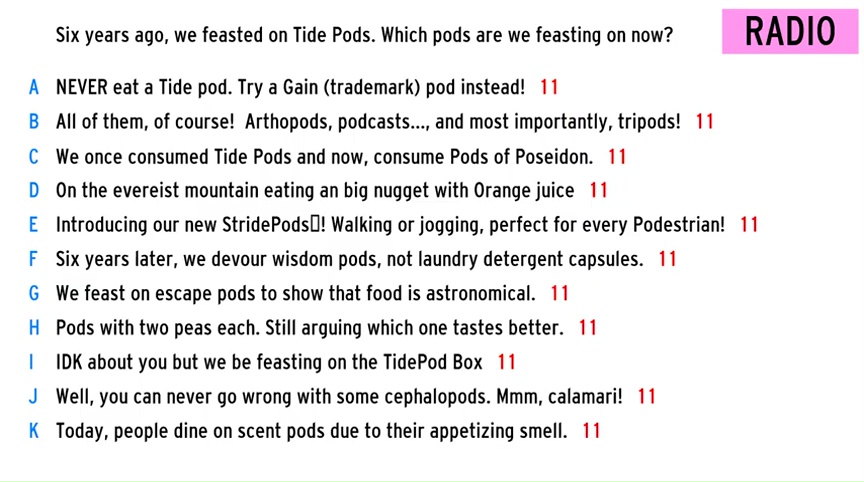 Six years ago, we feasted on Tide Pods. Which pods are we feasting on now?
RADIO
A NEVER eat a Tide pod. Try a Gain (trademark) pod instead! 11
B All of them, of course! Arthopods, podcasts..., and most importantly, tripods! 11
C We once consumed Tide Pods and now, consume Pods of Poseidon. 11
D On the evereist mountain eating an big nugget with Orange juice 11
E Introducing our new StridePods▯! Walking or jogging, perfect for every Podestrian! 11
F Six years later, we devour wisdom pods, not laundry detergent capsules. 11
G We feast on escape pods to show that food is astronomical. 11
H Pods with two peas each. Still arguing which one tastes better. 11
I IDK about you but we be feasting on the TidePod Box 11
J Well, you can never go wrong with some cephalopods. Mmm, calamari! 11
K Today, people dine on scent pods due to their appetizing smell. 11